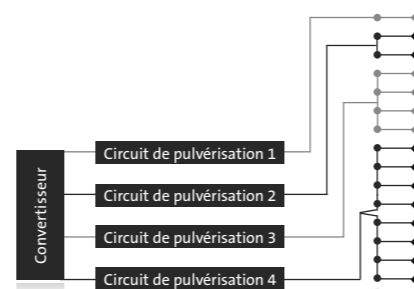 Convertisseur
Circuit de pulvérisation 1
Circuit de pulvérisation 2
Circuit de pulvérisation 3
Circuit de pulvérisation 4